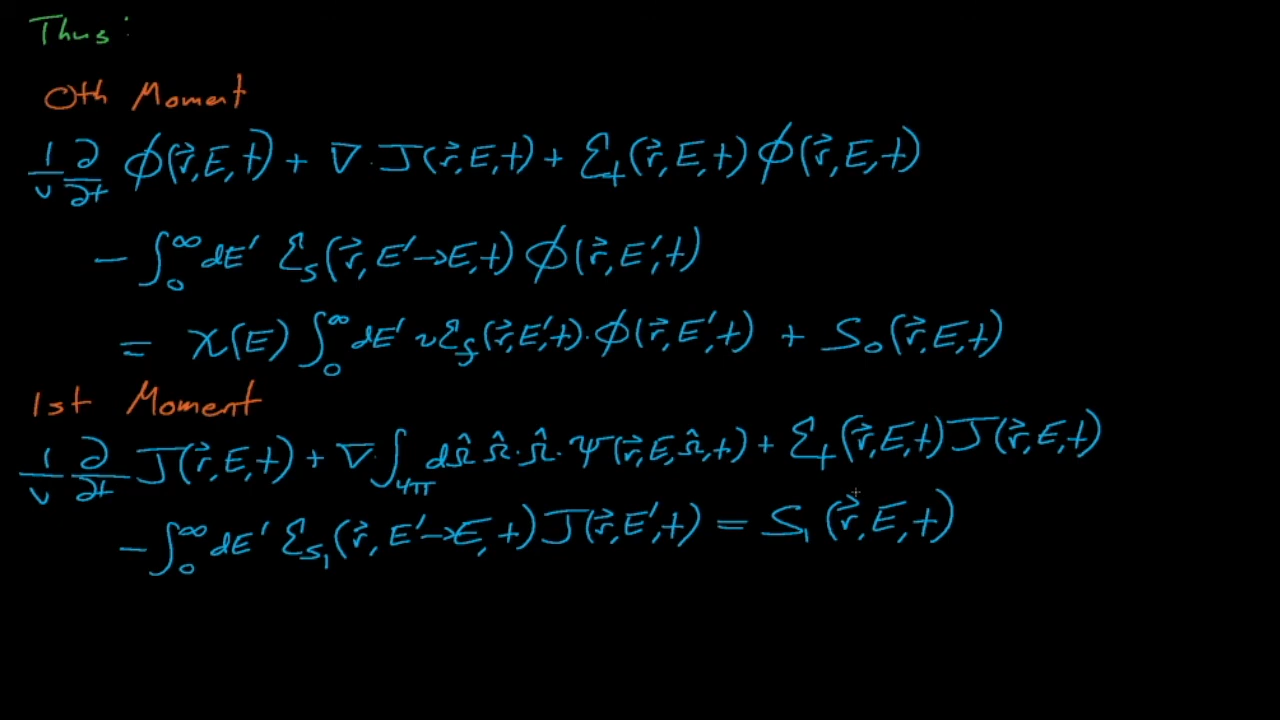 Thus:
0th Moment
1/v ∂/∂t ϕ(r⃗,E,t) + ∇·J(r⃗,E,t) + Σt(r⃗,E,t)ϕ(r⃗,E,t)
- ∫₀^∞ dE' Σs(r⃗,E'→E,t) ϕ(r⃗,E',t)
= χ(E) ∫₀^∞ dE' νΣf(r⃗,E',t)·ϕ(r⃗,E',t) + S₀(r⃗,E,t)
1st Moment
1/v ∂/∂t J(r⃗,E,t) + ∇·∫4π dΩ̂ Ω̂·Ω̂·Ψ(r⃗,E,Ω̂,t) + Σt(r⃗,E,t)J(r⃗,E,t)
- ∫₀^∞ dE' Σs₁(r⃗,E'→E,t) J(r⃗,E',t) = S₁(r⃗,E,t)